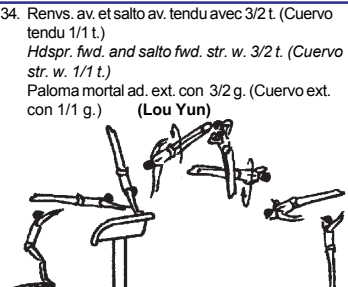 34. Renvs. av. et salto av. tendu avec 3/2 t. (Cuervo
tendu 1/1 t.)
Hdspr. fwd. and salto fwd. str. w. 3/2 t. (Cuervo
str. w. 1/1 t.)
Paloma mortal ad. ext. con 3/2 g. (Cuervo ext.
con 1/1 g.) (Lou Yun)